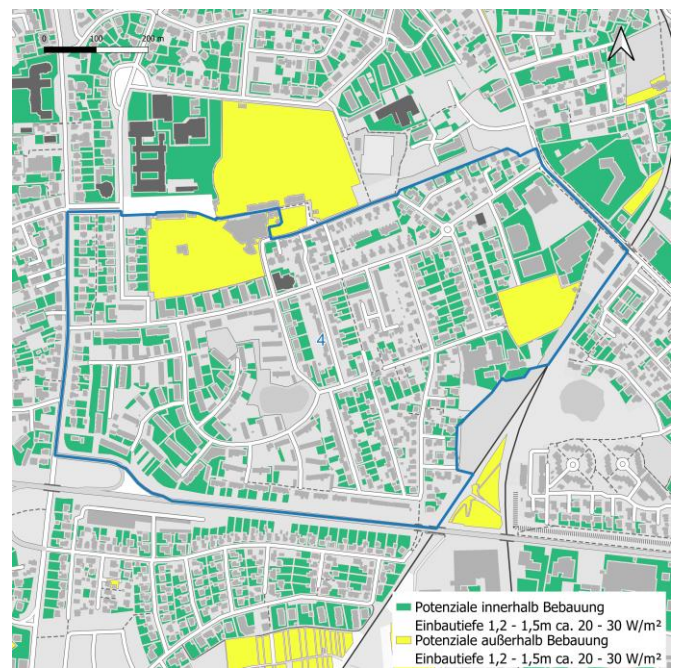 0 100 200 m
4
Potenziale innerhalb Bebauung
Einbautiefe 1,2 - 1,5m ca. 20 - 30 W/m²
Potenziale außerhalb Bebauung
Einbautiefe 1,2 - 1,5m ca. 20 - 30 W/m²